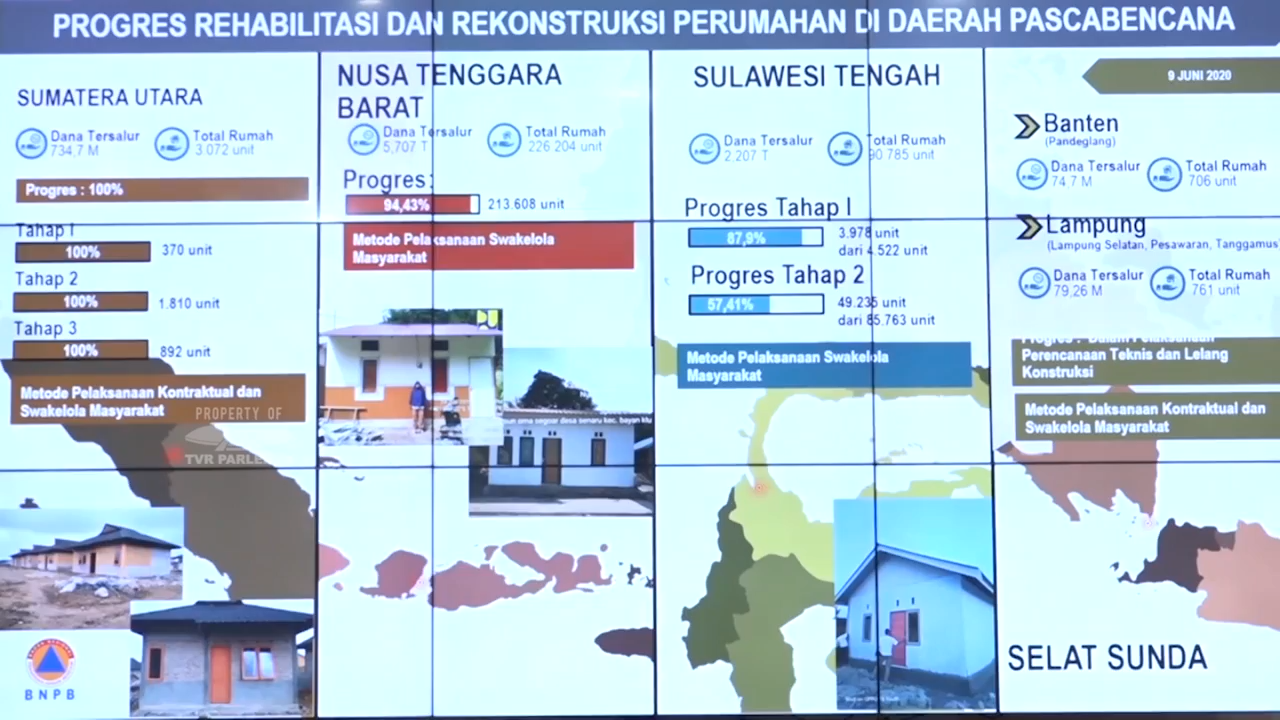 PROGRES REHABILITASI DAN REKONSTRUKSI PERUMAHAN DI DAERAH PASCABENCANA
SUMATERA UTARA
Dana Tersalur
734,7 M
Total Rumah
3.072 unit
Progres : 100%
Tahap 1
100%
370 unit
Tahap 2
100%
1.810 unit
Tahap 3
100%
892 unit
Metode Pelaksanaan Kontraktual dan
Swakelola Masyarakat
PROPERTY OF
TVR PARLE
BNPB
NUSA TENGGARA
BARAT
Dana Tersalur
5,707 T
Total Rumah
226.204 unit
Progres:
94,43%
213.608 unit
Metode Pelaksanaan Swakelola
Masyarakat
PU
SULAWESI TENGAH
Dana Tersalur
2.207 T
Total Rumah
90.785 unit
Progres Tahap I
87,9%
3.978 unit
dari 4.522 unit
Progres Tahap 2
57,41%
49.235 unit
dari 85.763 unit
Metode Pelaksanaan Swakelola
Masyarakat
9 JUNI 2020
Banten
(Pandeglang)
Dana Tersalur
74,7 M
Total Rumah
706 unit
Lampung
(Lampung Selatan, Pesawaran, Tanggamus
Dana Tersalur
79,26 M
Total Rumah
761 unit
Progres : Dalam Pelaksanaan
Perencanaan Teknis dan Lelang
Konstruksi
Metode Pelaksanaan Kontraktual dan
Swakelola Masyarakat
SELAT SUNDA